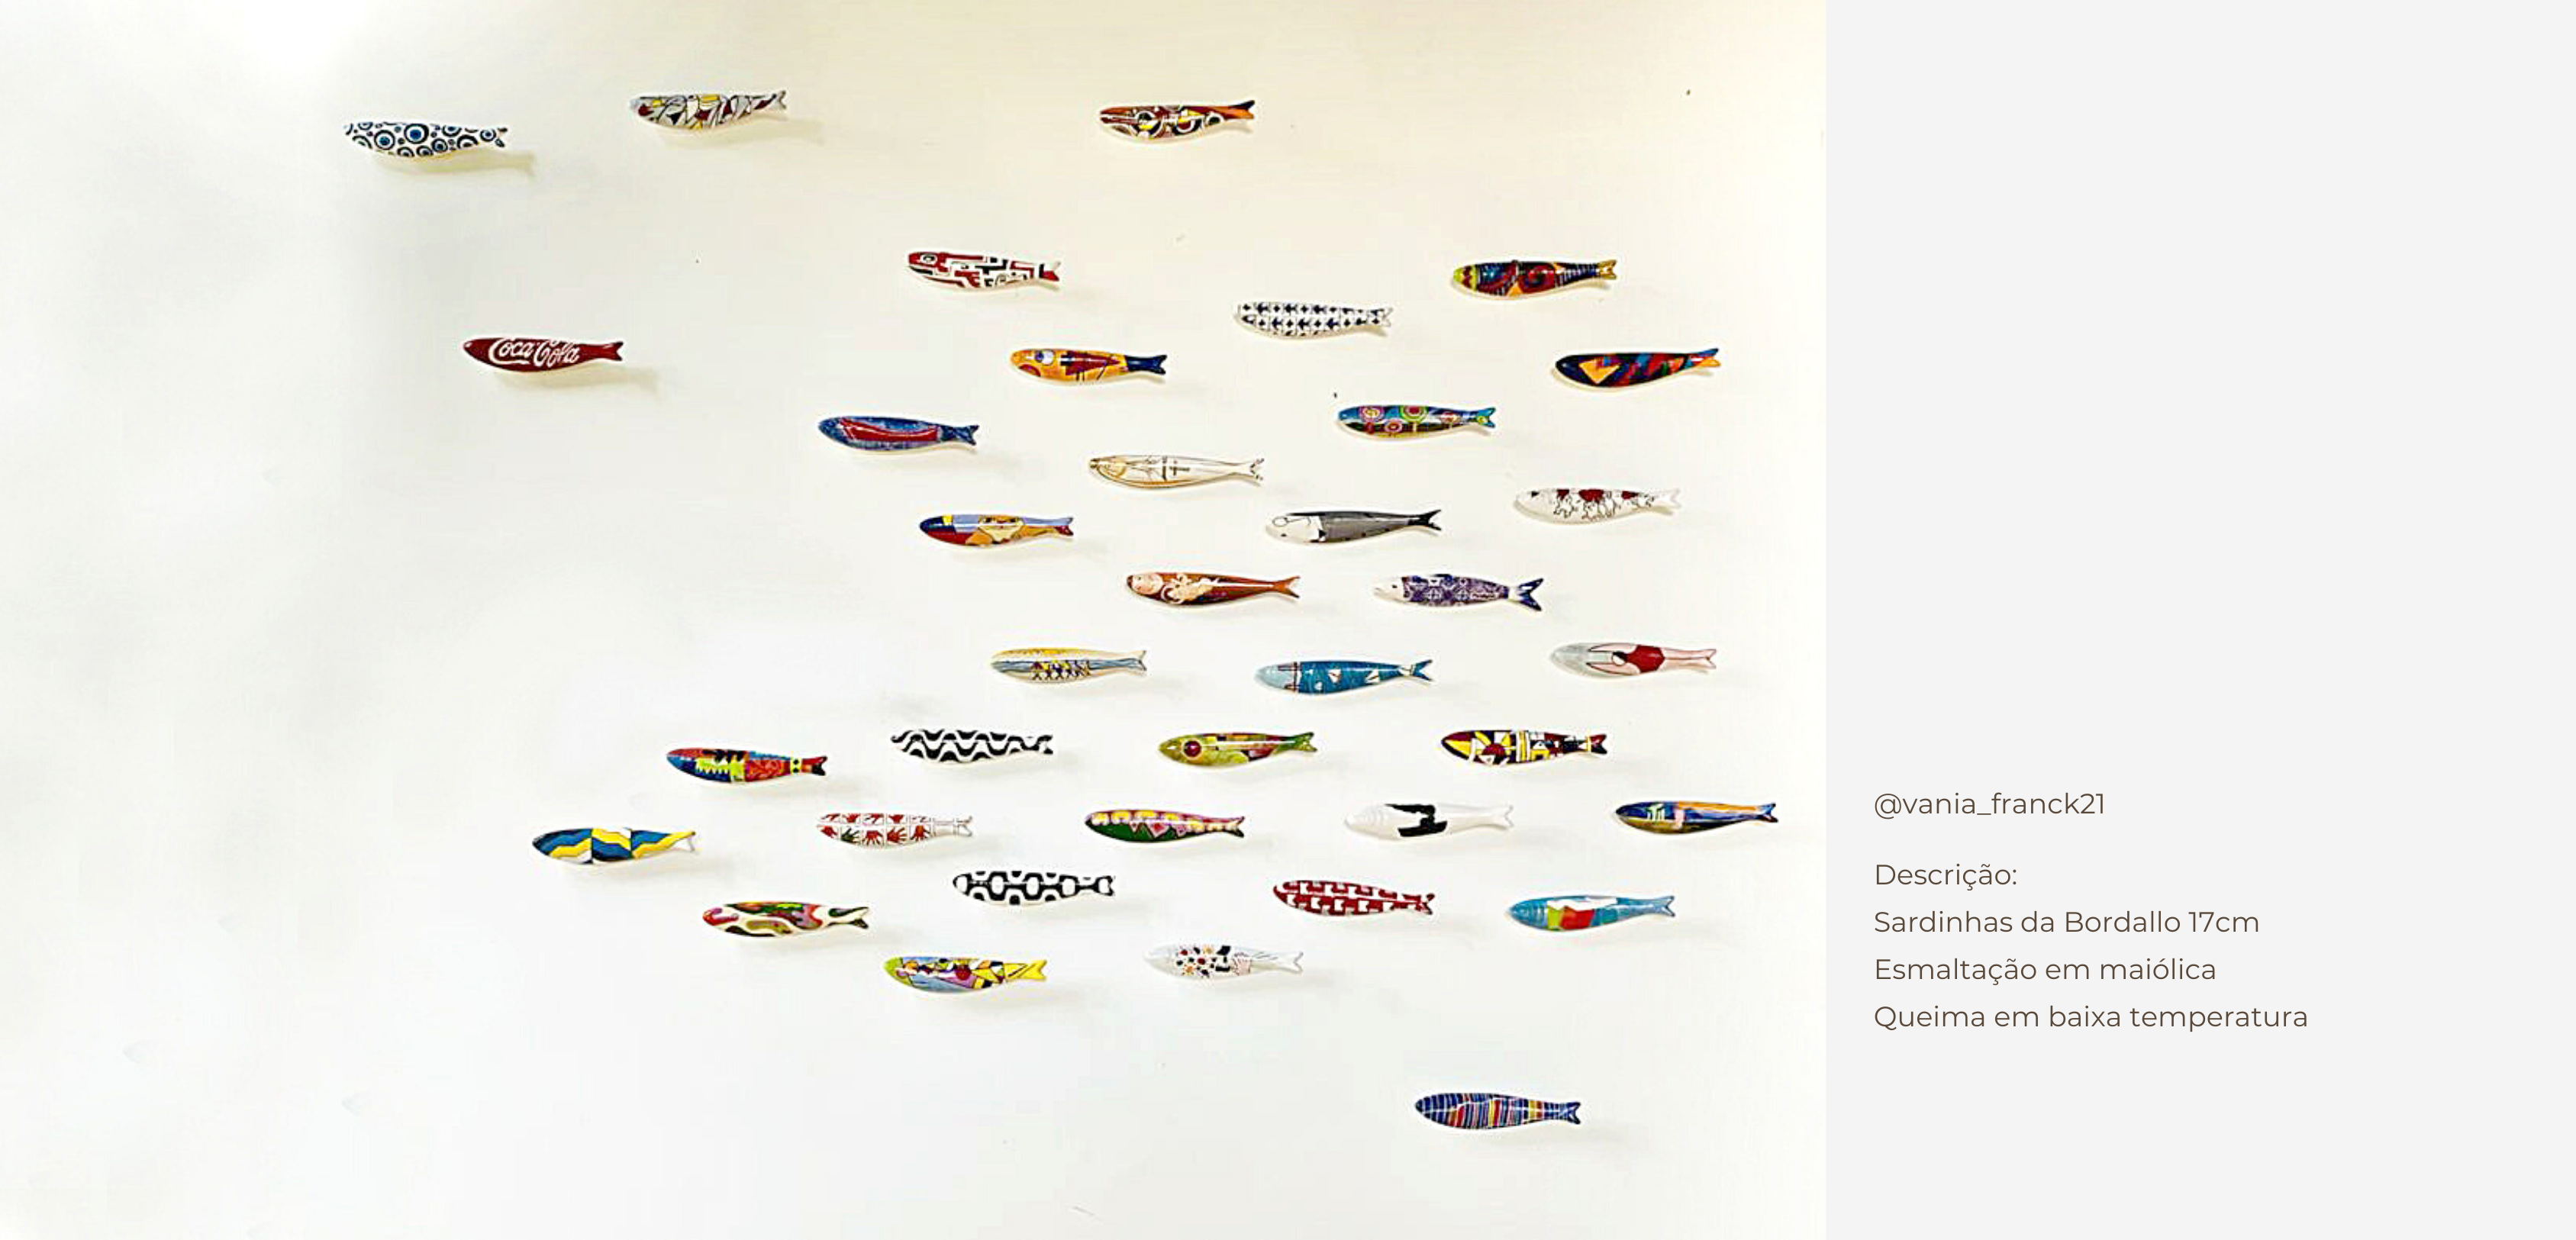 Coca-Cola
@vania_franck21
Descrição:
Sardinhas da Bordallo 17cm
Esmaltação em maiólica
Queima em baixa temperatura